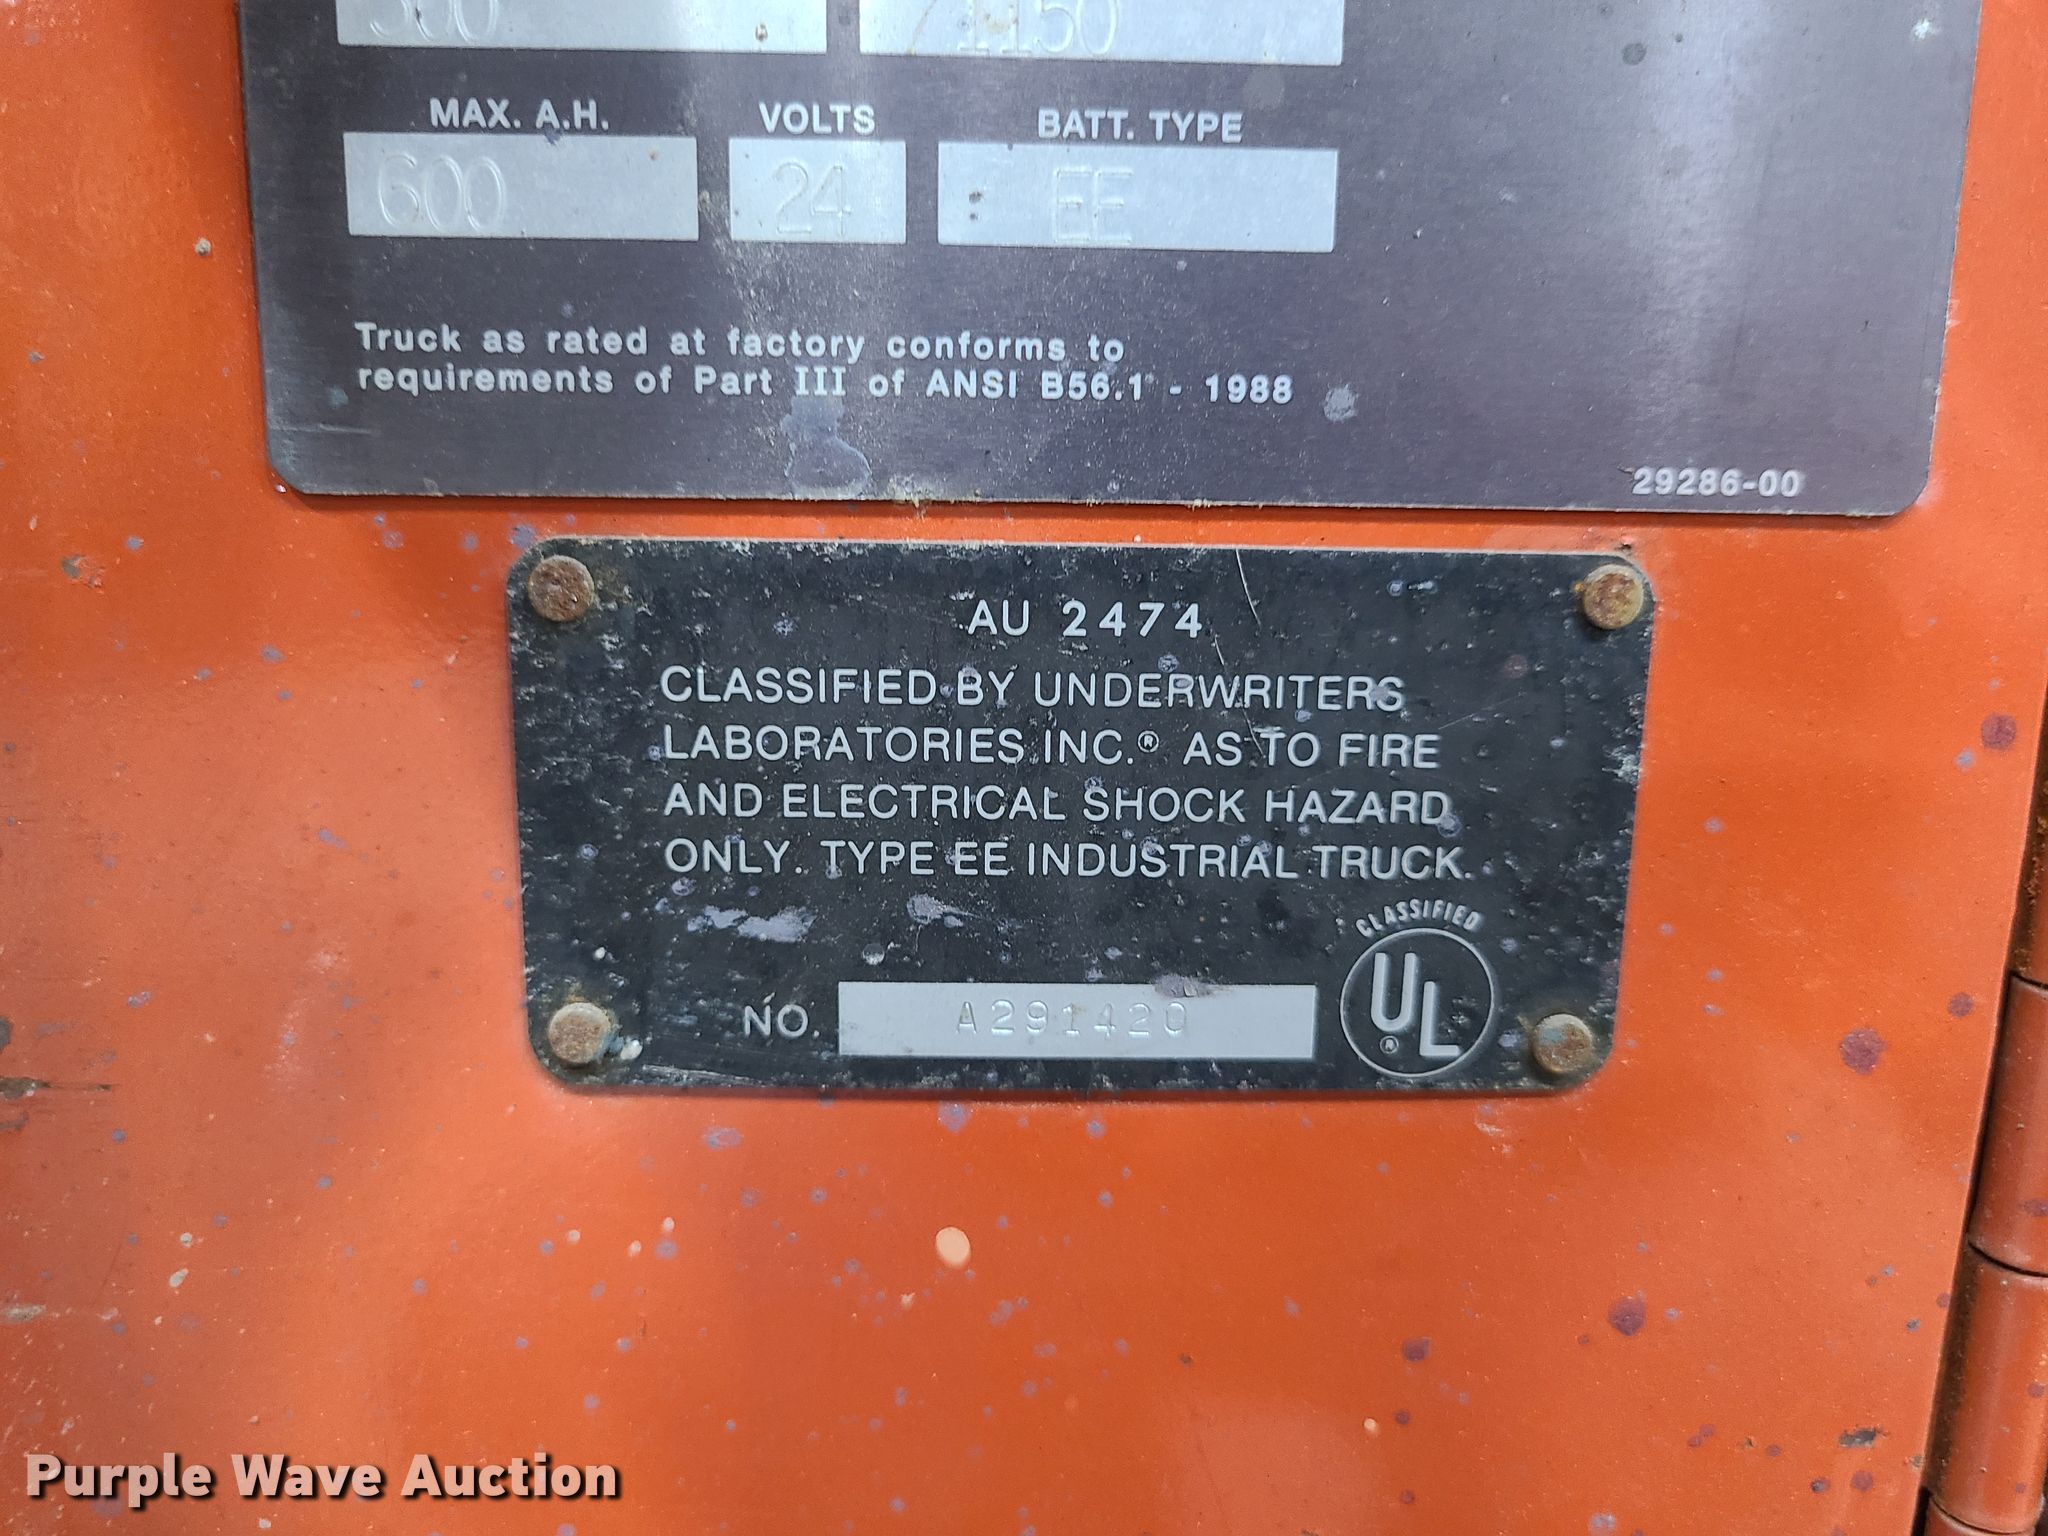 1150
MAX. A.H. VOLTS BATT. TYPE
600 24 EE
Truck as rated at factory conforms to
requirements of Part III of ANSI B56.1 - 1988
29286-00
AU 2474
CLASSIFIED BY UNDERWRITERS
LABORATORIES INC.® AS TO FIRE
AND ELECTRICAL SHOCK HAZARD
ONLY. TYPE EE INDUSTRIAL TRUCK.
CLASSIFIED
UL®
NO. A291420
Purple Wave Auction